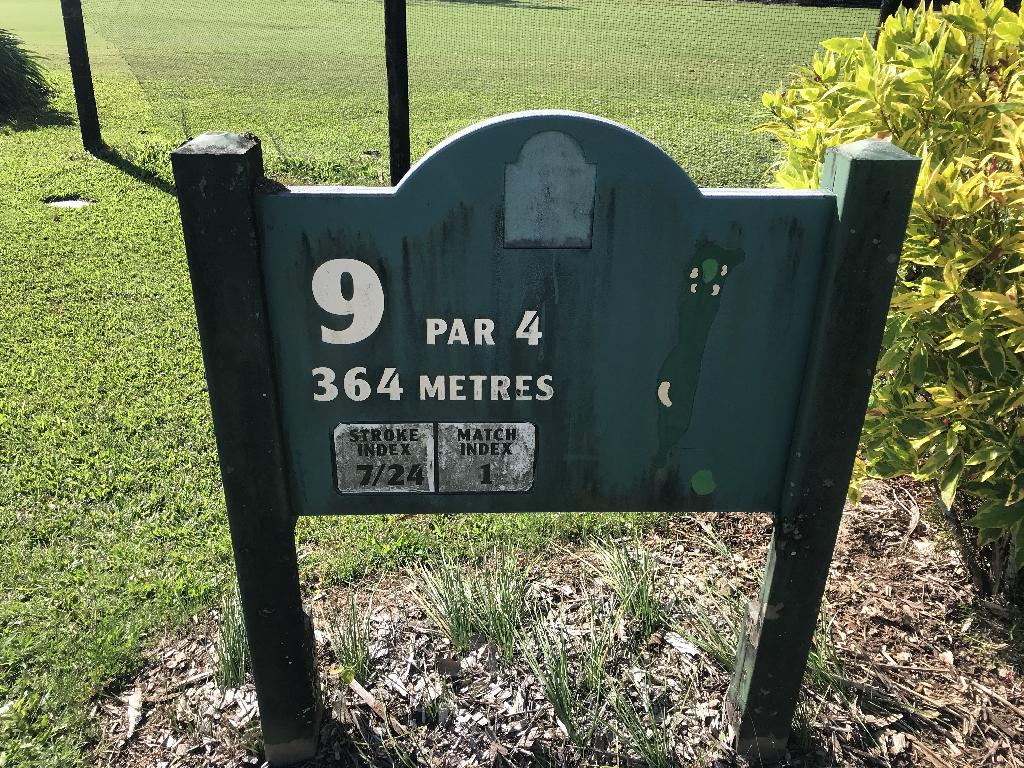 9 PAR 4
364 METRES
STROKE INDEX 7/24
MATCH INDEX 1